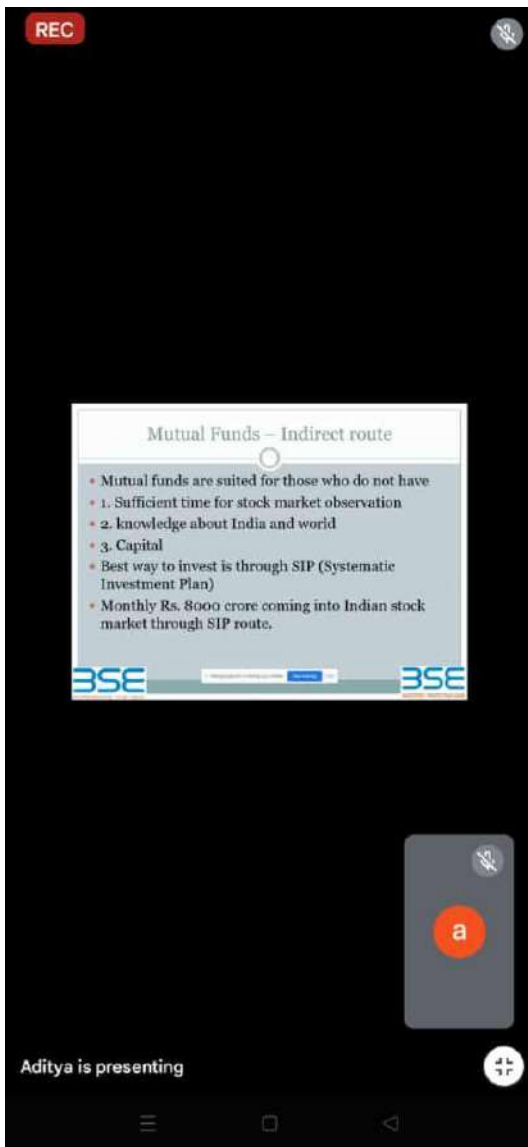 REC
Mutual Funds – Indirect route
• Mutual funds are suited for those who do not have
• 1. Sufficient time for stock market observation
• 2. knowledge about India and world
• 3. Capital
• Best way to invest is through SIP (Systematic
Investment Plan)
• Monthly Rs. 8000 crore coming into Indian stock
market through SIP route.
BSE
BSE
a
Aditya is presenting